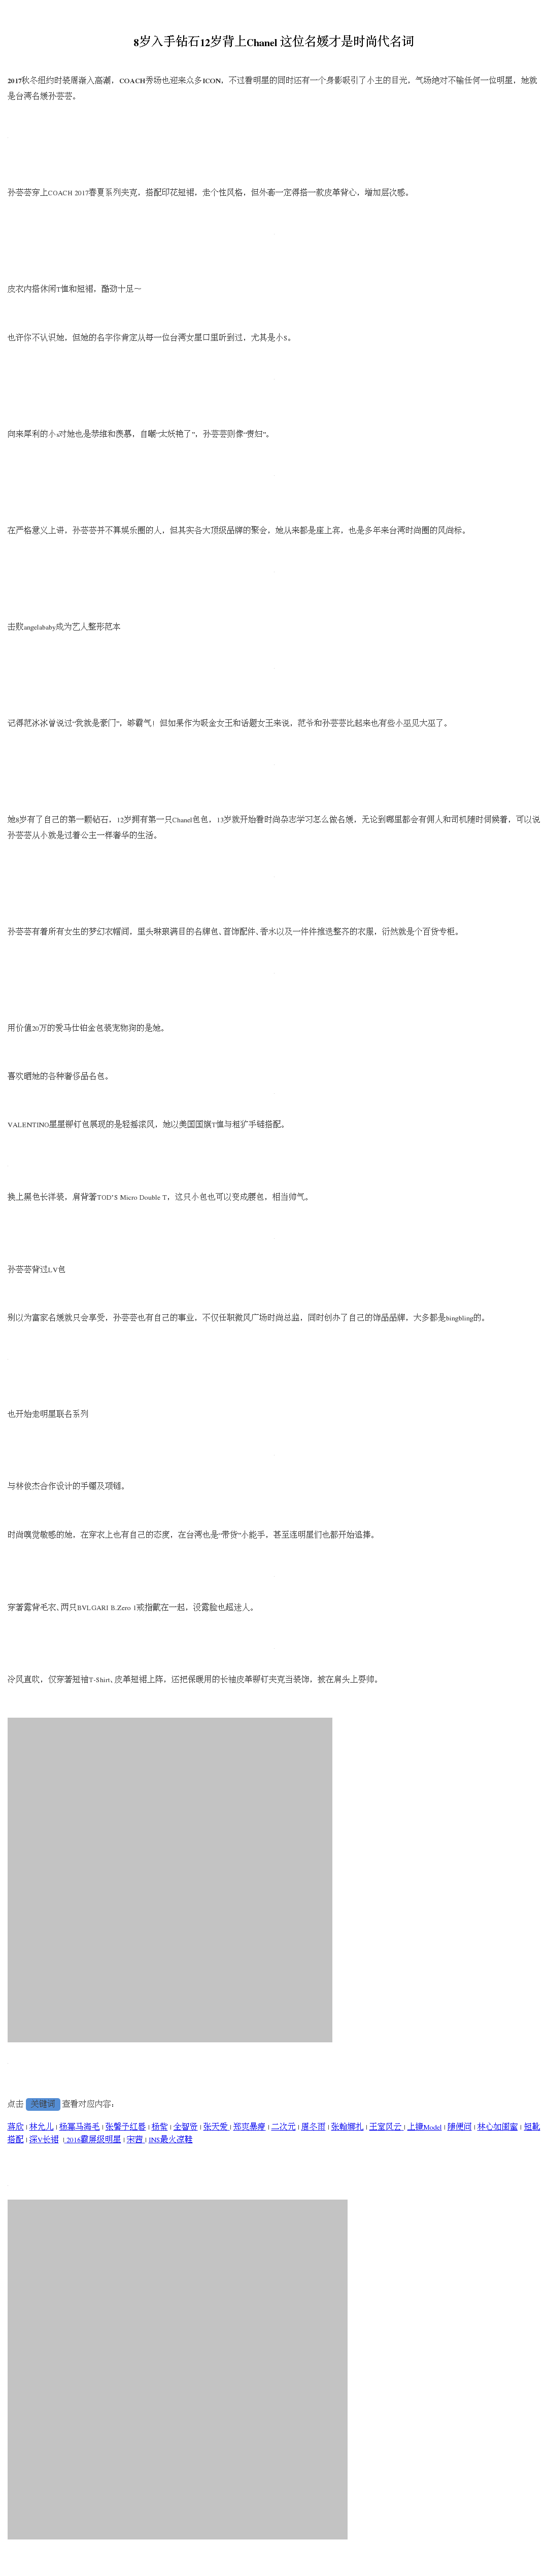 8岁入手钻石12岁背上Chanel 这位名媛才是时尚代名词
2017秋冬纽约时装周渐入高潮，COACH秀场也迎来众多ICON，不过看明星的同时还有一个身影吸引了小主的目光，气场绝对不输任何一位明星，她就
是台湾名媛孙芸芸。
孙芸芸穿上COACH 2017春夏系列夹克，搭配印花短裙，走个性风格，但外套一定得搭一款皮革背心，增加层次感。
皮衣内搭休闲T恤和短裙，酷劲十足～
也许你不认识她，但她的名字你肯定从每一位台湾女星口里听到过，尤其是小S。
向来犀利的小s对她也是恭维和羡慕，自嘲“太妖艳了”，孙芸芸则像“贵妇”。
在严格意义上讲，孙芸芸并不算娱乐圈的人，但其实各大顶级品牌的聚会，她从来都是座上宾，也是多年来台湾时尚圈的风尚标。
击败angelababy成为艺人整形范本
记得范冰冰曾说过“我就是豪门”，够霸气！但如果作为吸金女王和话题女王来说，范爷和孙芸芸比起来也有些小巫见大巫了。
她8岁有了自己的第一颗钻石，12岁拥有第一只Chanel包包，13岁就开始看时尚杂志学习怎么做名媛，无论到哪里都会有佣人和司机随时伺候着，可以说
孙芸芸从小就是过着公主一样奢华的生活。
孙芸芸有着所有女生的梦幻衣帽间，里头琳琅满目的名牌包、首饰配件、香水以及一件件排迭整齐的衣服，衍然就是个百货专柜。
用价值20万的爱马仕铂金包装宠物狗的是她。
喜欢晒她的各种奢侈品名包。
VALENTINO星星铆钉包展现的是轻摇滚风，她以美国国旗T恤与粗犷手链搭配。
换上黑色长洋装，肩背著TOD’S Micro Double T，这只小包也可以变成腰包，相当帅气。
孙芸芸背过LV包
别以为富家名媛就只会享受，孙芸芸也有自己的事业，不仅任职微风广场时尚总监，同时创办了自己的饰品品牌，大多都是bingbling的。
也开始走明星联名系列
与林俊杰合作设计的手镯及项链。
时尚嗅觉敏感的她，在穿衣上也有自己的态度，在台湾也是“带货”小能手，甚至连明星们也都开始追捧。
穿著露背毛衣、两只BVLGARI B.Zero 1戒指戴在一起，没露脸也超迷人。
冷风直吹，仅穿著短袖T-Shirt、皮革短裙上阵，还把保暖用的长袖皮革铆钉夹克当装饰，披在肩头上耍帅。
点击 关键词 查看对应内容：
蒋欣 | 林允儿 | 杨幂马海毛 | 张馨予红唇 | 杨紫 | 全智贤 | 张天爱 | 郑爽暴瘦 | 二次元 | 周冬雨 | 张翰娜扎 | 王室风云 | 上镜Model | 随便问 | 林心如闺蜜 | 短靴
搭配 | 深V长裙 | 2016霸屏级明星 | 宋茜 | INS最火凉鞋